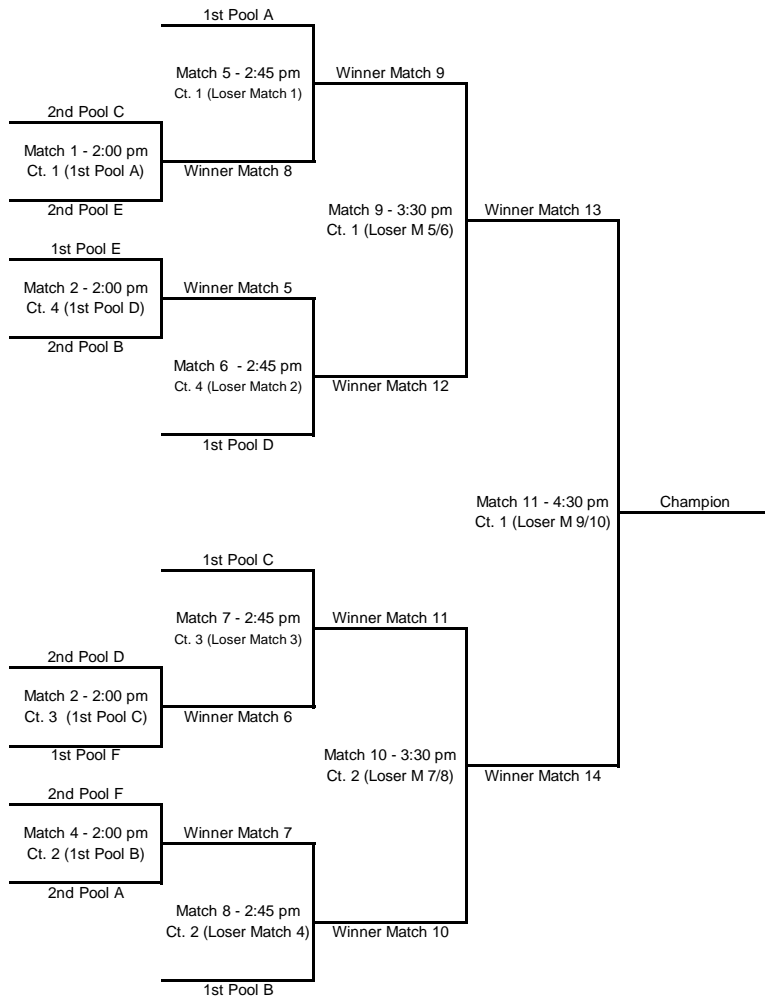 1st Pool A
Match 5 - 2:45 pm
Ct. 1 (Loser Match 1)
Winner Match 9
2nd Pool C
Match 1 - 2:00 pm
Ct. 1 (1st Pool A)
Winner Match 8
2nd Pool E
Match 9 - 3:30 pm
Ct. 1 (Loser M 5/6)
Winner Match 13
1st Pool E
Match 2 - 2:00 pm
Ct. 4 (1st Pool D)
Winner Match 5
2nd Pool B
Match 6 - 2:45 pm
Ct. 4 (Loser Match 2)
Winner Match 12
1st Pool D
Match 11 - 4:30 pm
Ct. 1 (Loser M 9/10)
Champion
1st Pool C
Match 7 - 2:45 pm
Ct. 3 (Loser Match 3)
Winner Match 11
2nd Pool D
Match 2 - 2:00 pm
Ct. 3 (1st Pool C)
Winner Match 6
1st Pool F
Match 10 - 3:30 pm
Ct. 2 (Loser M 7/8)
Winner Match 14
2nd Pool F
Match 4 - 2:00 pm
Ct. 2 (1st Pool B)
Winner Match 7
2nd Pool A
Match 8 - 2:45 pm
Ct. 2 (Loser Match 4)
Winner Match 10
1st Pool B